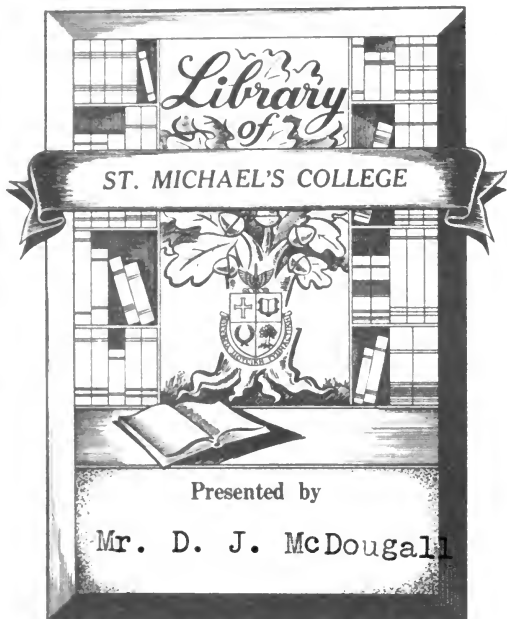 Library
of
ST. MICHAEL'S COLLEGE
Presented by
Mr. D. J. McDougall